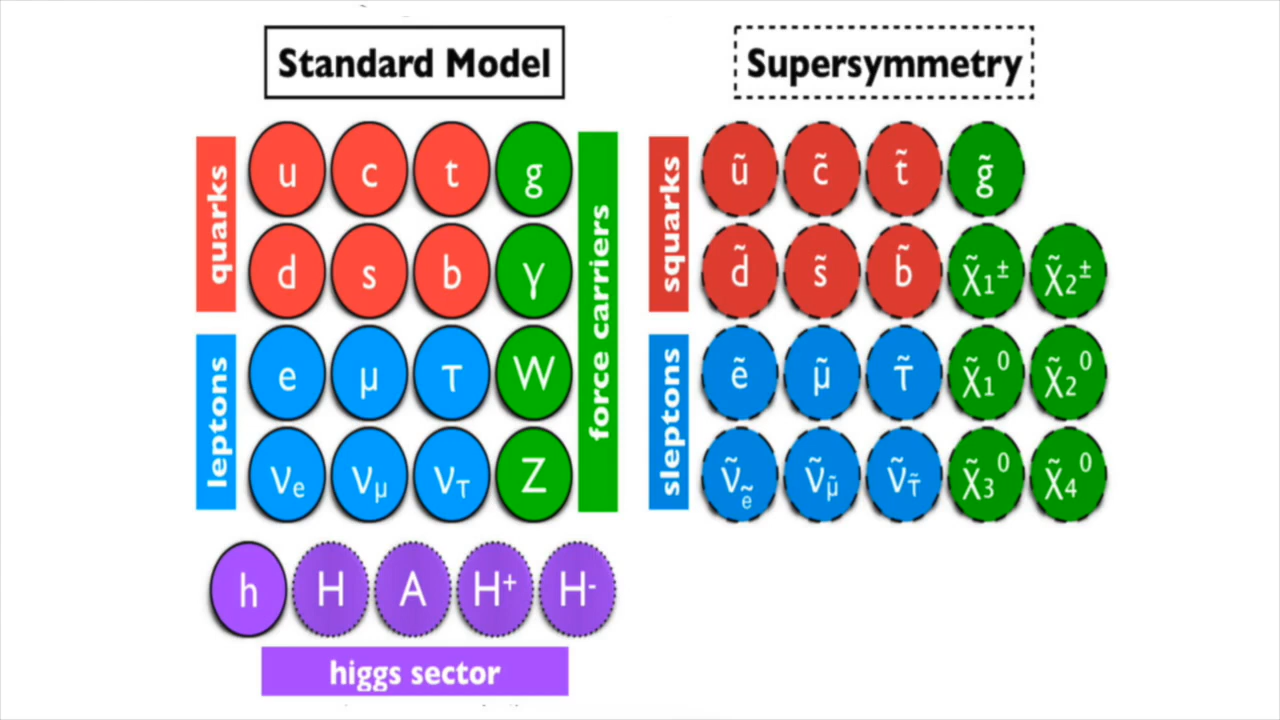 Standard Model
quarks
u c t g
d s b γ
leptons
e μ τ W
νe νμ ντ Z
force carriers
h H A H⁺ H⁻
higgs sector
Supersymmetry
squarks
ũ c̃ t̃ g̃
d̃ s̃ b̃ χ̃₁± χ̃₂±
sleptons
ẽ μ̃ τ̃ χ̃₁⁰ χ̃₂⁰
ν̃ẽ ν̃μ̃ ν̃τ̃ χ̃₃⁰ χ̃₄⁰